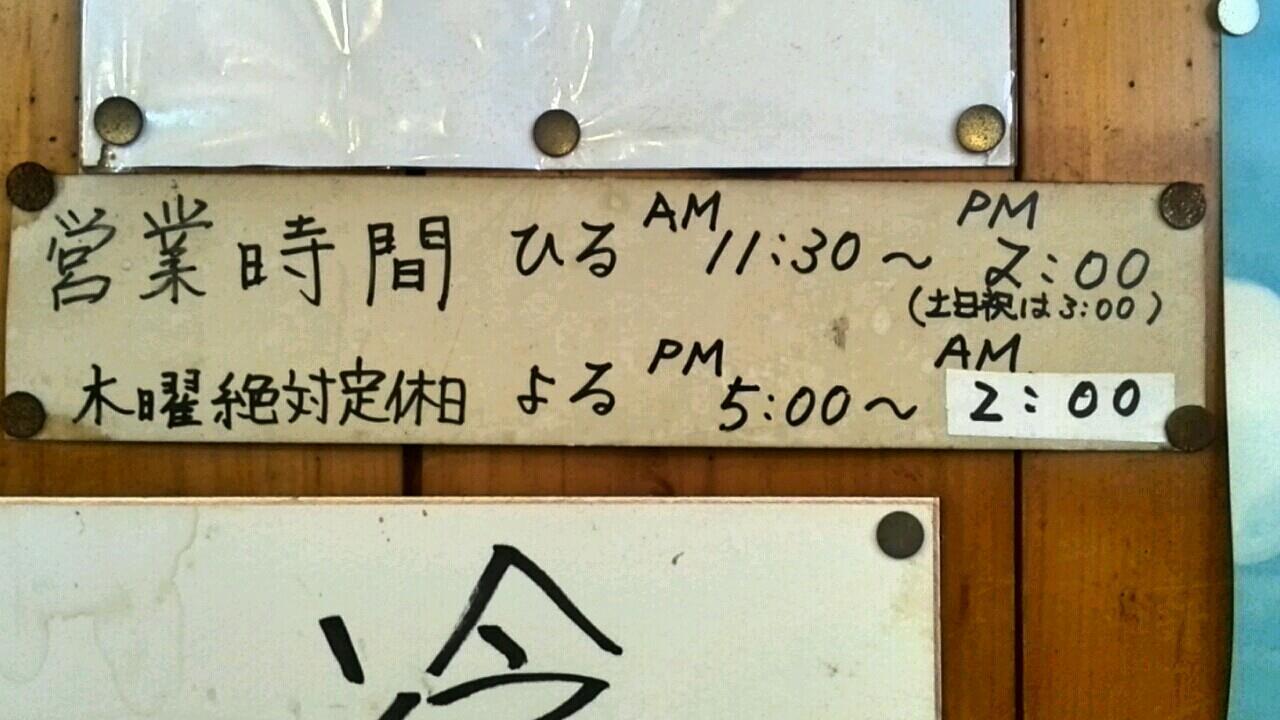 営業時間 ひる AM 11:30～ PM 2:00
(土日祝は3:00)
木曜絶対定休日 よる PM 5:00～ AM 2:00